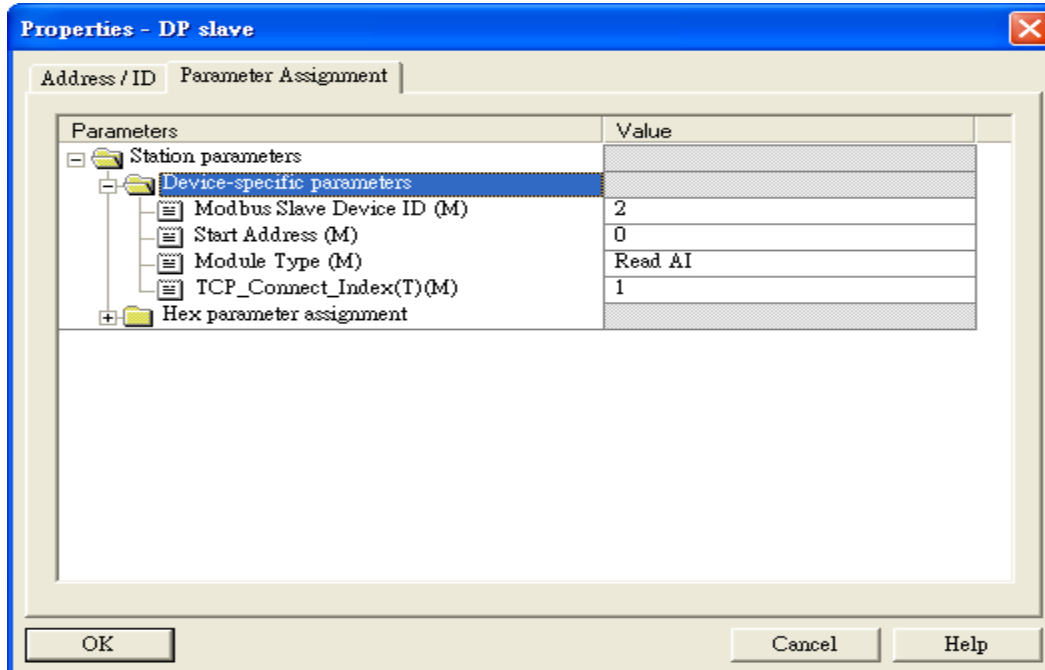 Properties - DP slave
Address / ID Parameter Assignment
Parameters Value
Station parameters
Device-specific parameters
Modbus Slave Device ID (M) 2
Start Address (M) 0
Module Type (M) Read AI
TCP_Connect_Index(T)(M) 1
Hex parameter assignment
OK Cancel Help